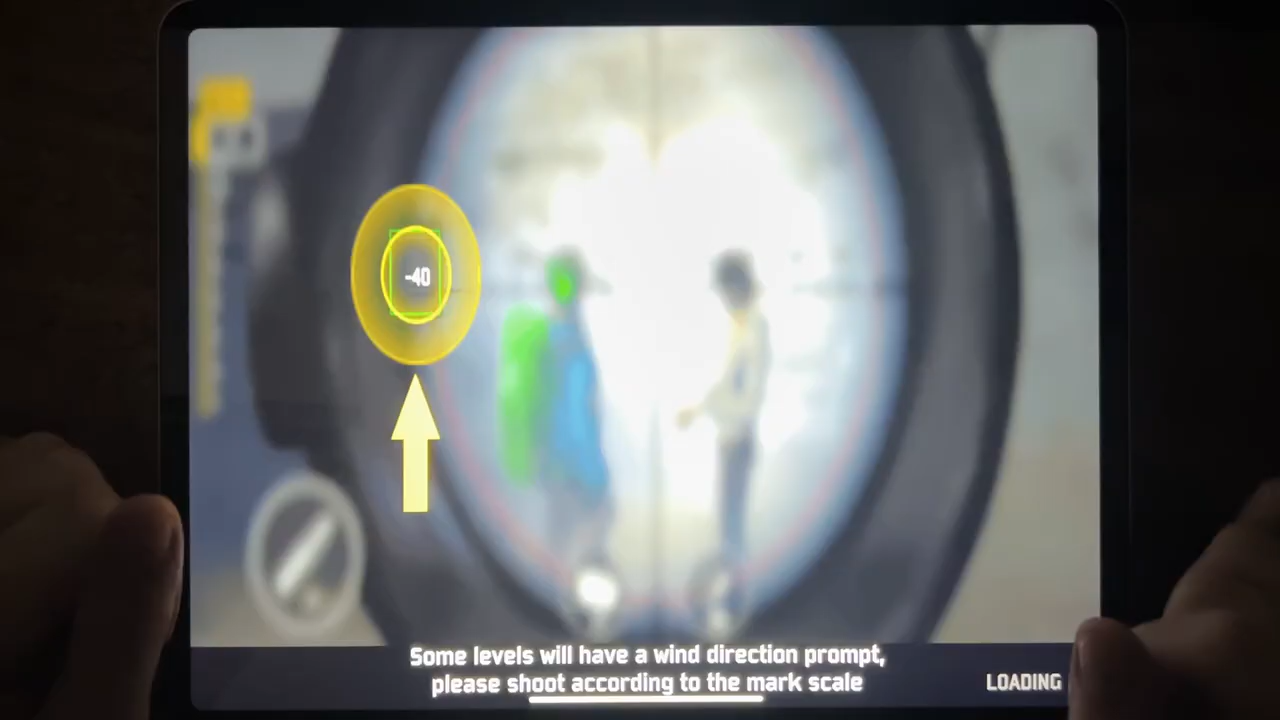 -40
Some levels will have a wind direction prompt,
please shoot according to the mark scale
LOADING